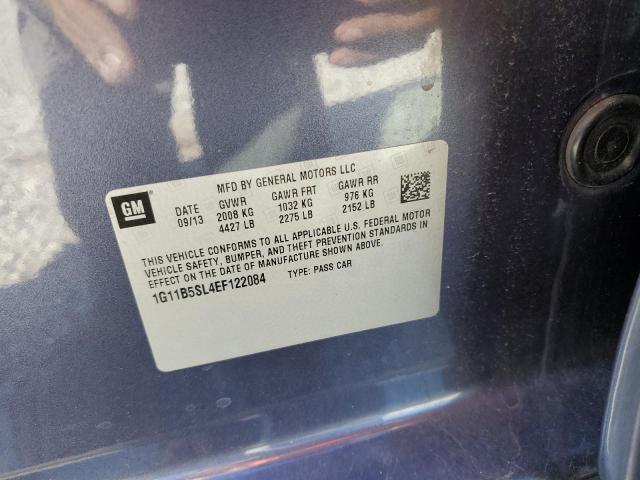 MFD BY GENERAL MOTORS LLC
GM
DATE GVWR GAWR FRT GAWR RR
09/13 2008 KG 1032 KG 976 KG
4427 LB 2275 LB 2152 LB
THIS VEHICLE CONFORMS TO ALL APPLICABLE U.S. FEDERAL MOTOR
VEHICLE SAFETY, BUMPER, AND THEFT PREVENTION STANDARDS IN
EFFECT ON THE DATE OF MANUFACTURE SHOWN ABOVE.
1G11B5SL4EF122084 TYPE: PASS CAR